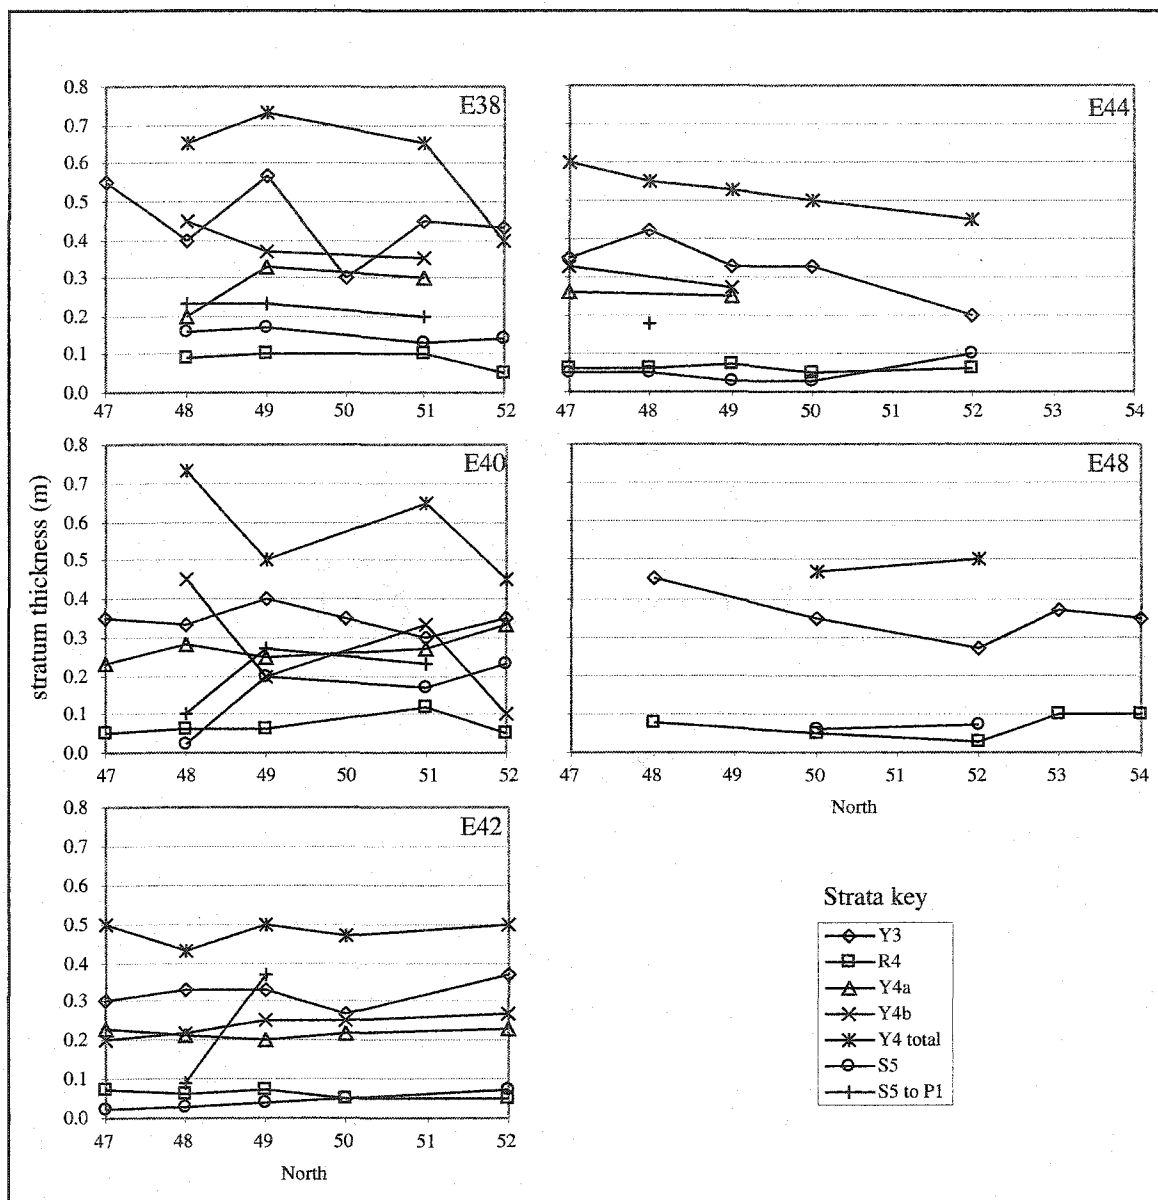 E38
0.8
0.7
0.6
0.5
0.4
0.3
0.2
0.1
0.0
47 48 49 50 51 52
E44
47 48 49 50 51 52 53 54
stratum thickness (m)
E40
0.8
0.7
0.6
0.5
0.4
0.3
0.2
0.1
0.0
47 48 49 50 51 52
E48
47 48 49 50 51 52 53 54
North
E42
0.8
0.7
0.6
0.5
0.4
0.3
0.2
0.1
0.0
47 48 49 50 51 52
North
Strata key
Y3
R4
Y4a
Y4b
Y4 total
S5
S5 to P1